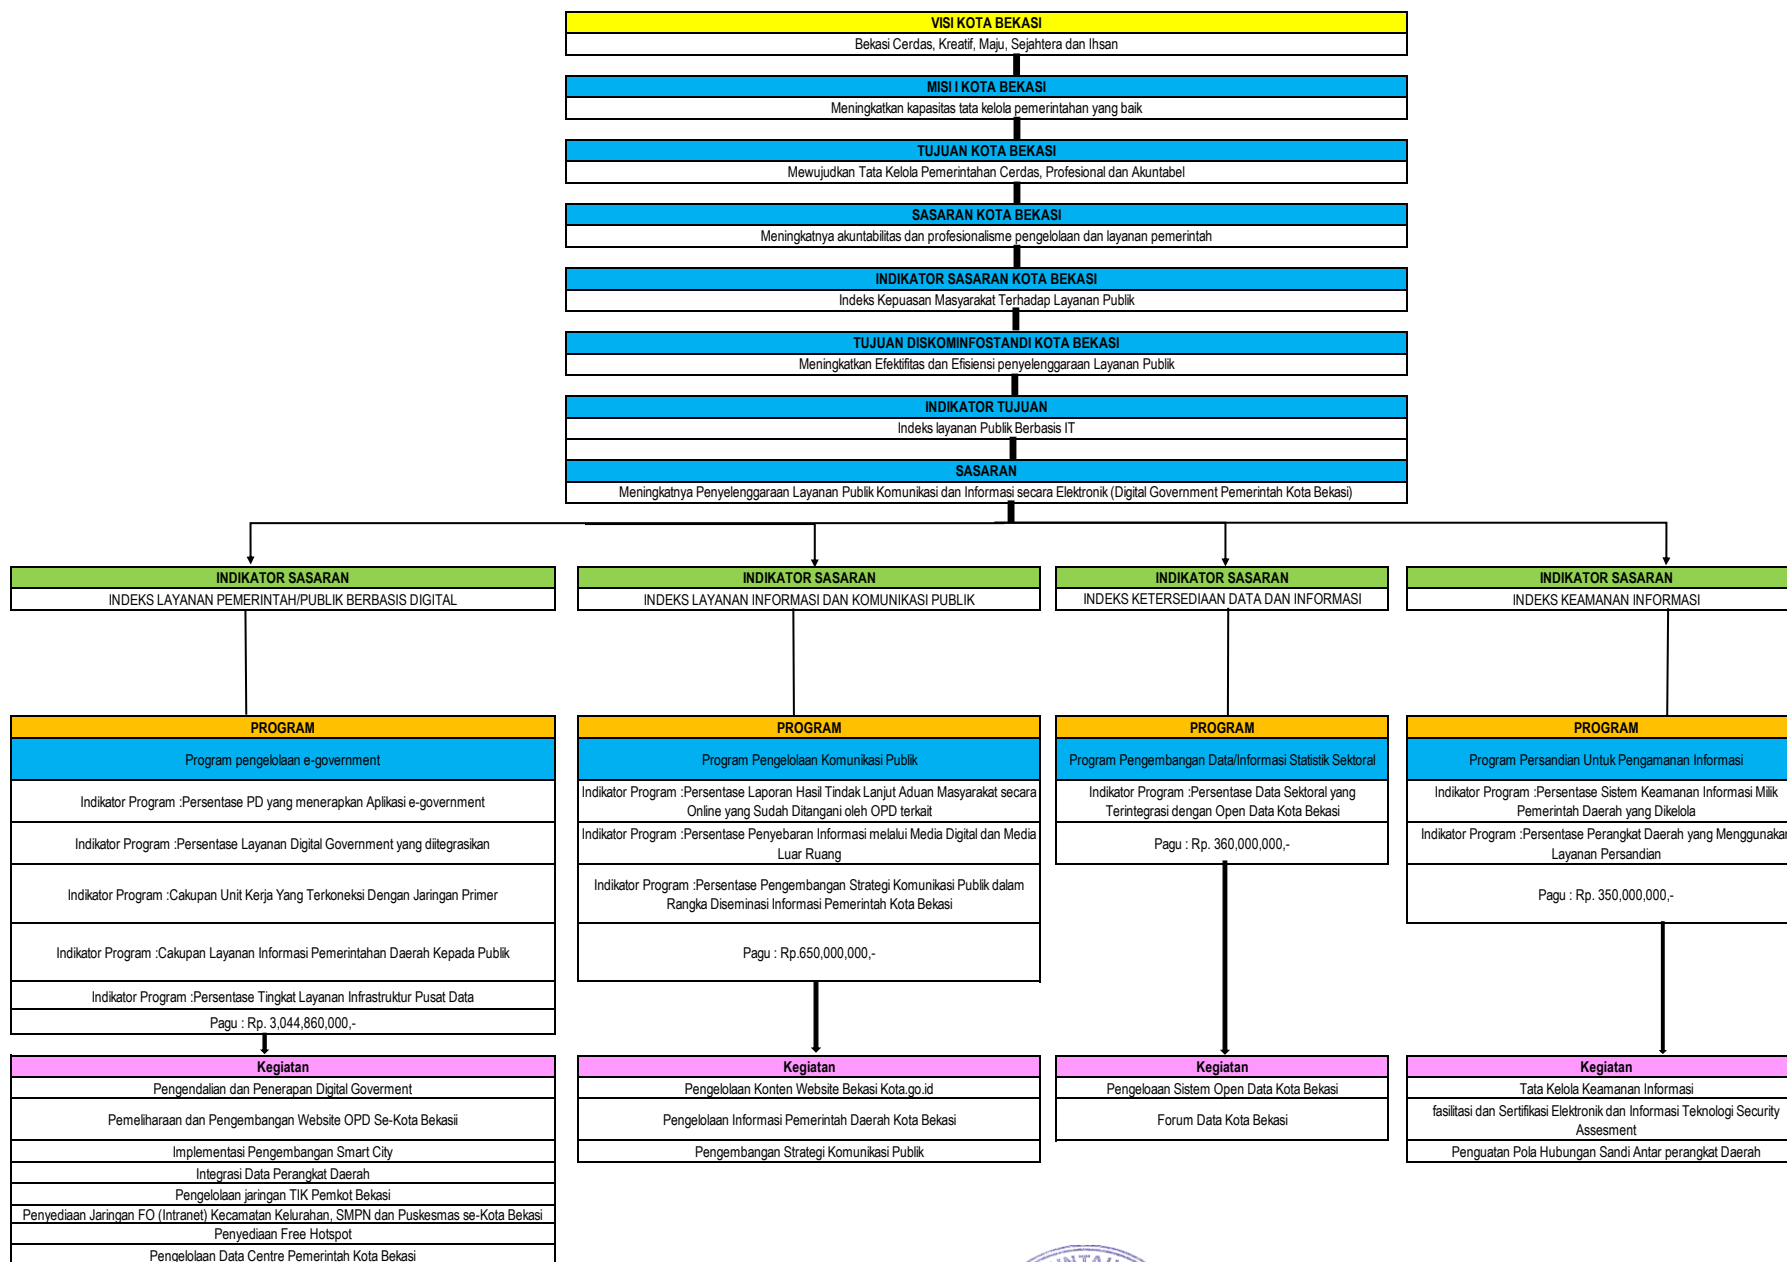 VISI KOTA BEKASI
Bekasi Cerdas, Kreatif, Maju, Sejahtera dan Ihsan
MISI I KOTA BEKASI
Meningkatkan kapasitas tata kelola pemerintahan yang baik
TUJUAN KOTA BEKASI
Mewujudkan Tata Kelola Pemerintahan Cerdas, Profesional dan Akuntabel
SASARAN KOTA BEKASI
Meningkatnya akuntabilitas dan profesionalisme pengelolaan dan layanan pemerintah
INDIKATOR SASARAN KOTA BEKASI
Indeks Kepuasan Masyarakat Terhadap Layanan Publik
TUJUAN DISKOMINFOSTANDI KOTA BEKASI
Meningkatkan Efektifitas dan Efisiensi penyelenggaraan Layanan Publik
INDIKATOR TUJUAN
Indeks layanan Publik Berbasis IT
SASARAN
Meningkatnya Penyelenggaraan Layanan Publik Komunikasi dan Informasi secara Elektronik (Digital Government Pemerintah Kota Bekasi)
INDIKATOR SASARAN
INDEKS LAYANAN PEMERINTAH/PUBLIK BERBASIS DIGITAL
PROGRAM
Program pengelolaan e-government
Indikator Program :Persentase PD yang menerapkan Aplikasi e-government
Indikator Program :Persentase Layanan Digital Government yang diitegrasikan
Indikator Program :Cakupan Unit Kerja Yang Terkoneksi Dengan Jaringan Primer
Indikator Program :Cakupan Layanan Informasi Pemerintahan Daerah Kepada Publik
Indikator Program :Persentase Tingkat Layanan Infrastruktur Pusat Data
Pagu : Rp. 3,044,860,000,-
Kegiatan
Pengendalian dan Penerapan Digital Goverment
Pemeliharaan dan Pengembangan Website OPD Se-Kota Bekasii
Implementasi Pengembangan Smart City
Integrasi Data Perangkat Daerah
Pengelolaan jaringan TIK Pemkot Bekasi
Penyediaan Jaringan FO (Intranet) Kecamatan Kelurahan, SMPN dan Puskesmas se-Kota Bekasi
Penyediaan Free Hotspot
Pengelolaan Data Centre Pemerintah Kota Bekasi
INDIKATOR SASARAN
INDEKS LAYANAN INFORMASI DAN KOMUNIKASI PUBLIK
PROGRAM
Program Pengelolaan Komunikasi Publik
Indikator Program :Persentase Laporan Hasil Tindak Lanjut Aduan Masyarakat secara
Online yang Sudah Ditangani oleh OPD terkait
Indikator Program :Persentase Penyebaran Informasi melalui Media Digital dan Media
Luar Ruang
Indikator Program :Persentase Pengembangan Strategi Komunikasi Publik dalam
Rangka Diseminasi Informasi Pemerintah Kota Bekasi
Pagu : Rp.650,000,000,-
Kegiatan
Pengelolaan Konten Website Bekasi Kota.go.id
Pengelolaan Informasi Pemerintah Daerah Kota Bekasi
Pengembangan Strategi Komunikasi Publik
INDIKATOR SASARAN
INDEKS KETERSEDIAAN DATA DAN INFORMASI
PROGRAM
Program Pengembangan Data/Informasi Statistik Sektoral
Indikator Program :Persentase Data Sektoral yang
Terintegrasi dengan Open Data Kota Bekasi
Pagu : Rp. 360,000,000,-
Kegiatan
Pengeloaan Sistem Open Data Kota Bekasi
Forum Data Kota Bekasi
INDIKATOR SASARAN
INDEKS KEAMANAN INFORMASI
PROGRAM
Program Persandian Untuk Pengamanan Informasi
Indikator Program :Persentase Sistem Keamanan Informasi Milik
Pemerintah Daerah yang Dikelola
Indikator Program :Persentase Perangkat Daerah yang Menggunakan
Layanan Persandian
Pagu : Rp. 350,000,000,-
Kegiatan
Tata Kelola Keamanan Informasi
fasilitasi dan Sertifikasi Elektronik dan Informasi Teknologi Security
Assesment
Penguatan Pola Hubungan Sandi Antar perangkat Daerah